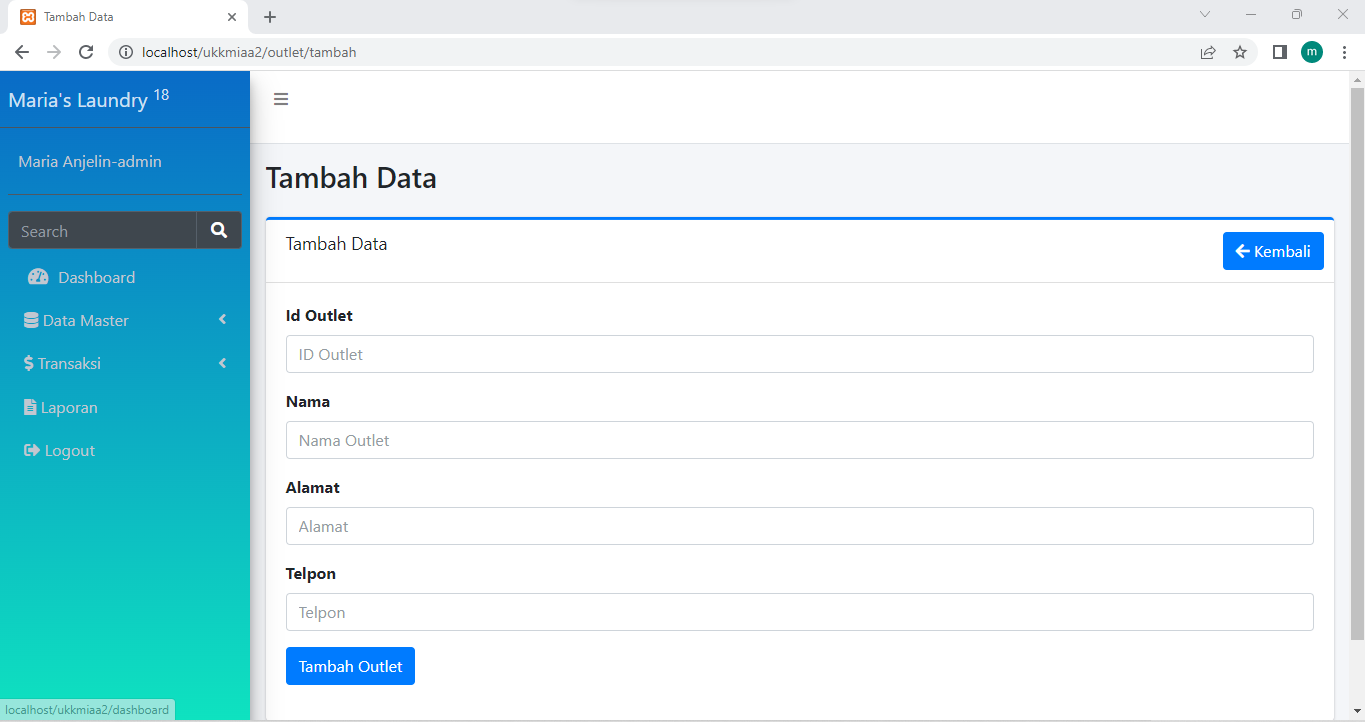 Tambah Data
localhost/ukkmiaa2/outlet/tambah
m
Maria's Laundry 18
Maria Anjelin-admin
Search
Dashboard
Data Master
Transaksi
Laporan
Logout
localhost/ukkmiaa2/dashboard
Tambah Data
Tambah Data
Kembali
Id Outlet
ID Outlet
Nama
Nama Outlet
Alamat
Alamat
Telpon
Telpon
Tambah Outlet